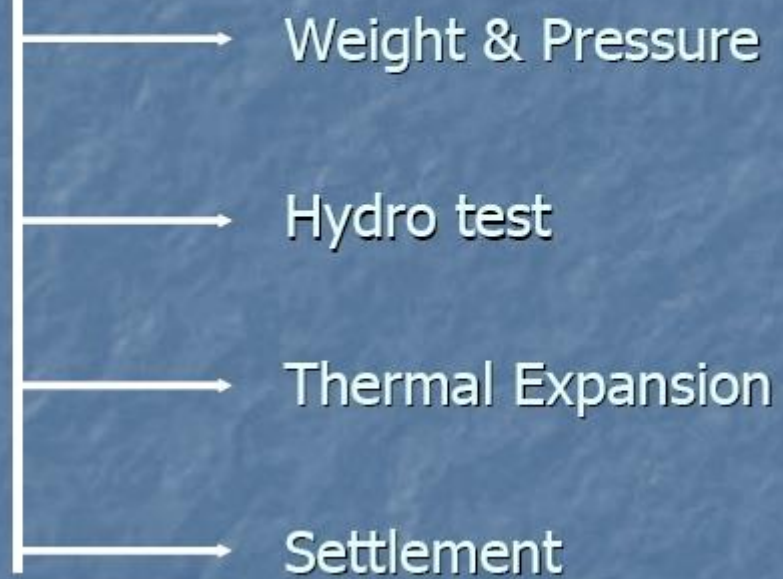 Weight & Pressure
Hydro test
Thermal Expansion
Settlement